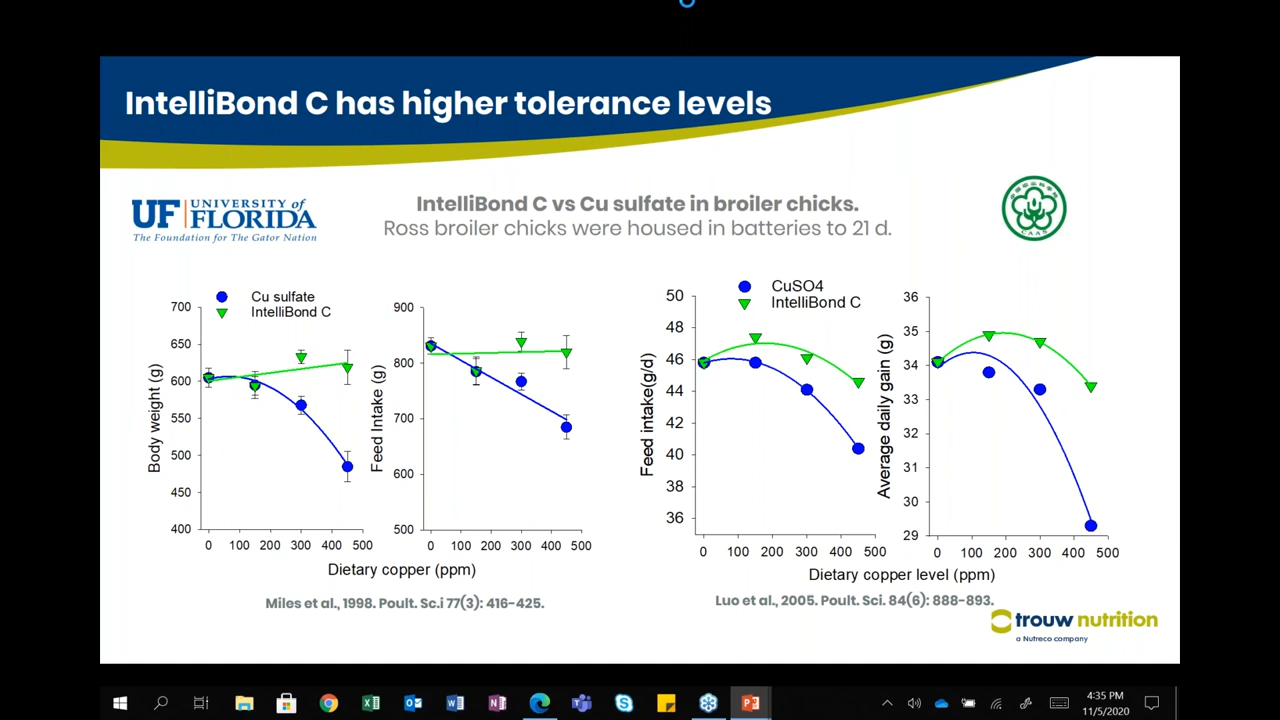 IntelliBond C has higher tolerance levels
UF UNIVERSITY of FLORIDA
The Foundation for The Gator Nation
IntelliBond C vs Cu sulfate in broiler chicks.
Ross broiler chicks were housed in batteries to 21 d.
CAAS
Cu sulfate
IntelliBond C
700
650
600
550
500
450
400
Body weight (g)
0 100 200 300 400 500
900
800
700
600
500
Feed Intake (g)
0 100 200 300 400 500
Dietary copper (ppm)
Miles et al., 1998. Poult. Sc.i 77(3): 416-425.
CuSO4
IntelliBond C
50
48
46
44
42
40
38
36
Feed intake(g/d)
0 100 200 300 400 500
36
35
34
33
32
31
30
29
Average daily gain (g)
0 100 200 300 400 500
Dietary copper level (ppm)
Luo et al., 2005. Poult. Sci. 84(6): 888-893.
trouw nutrition
a Nutreco company
4:35 PM
11/5/2020